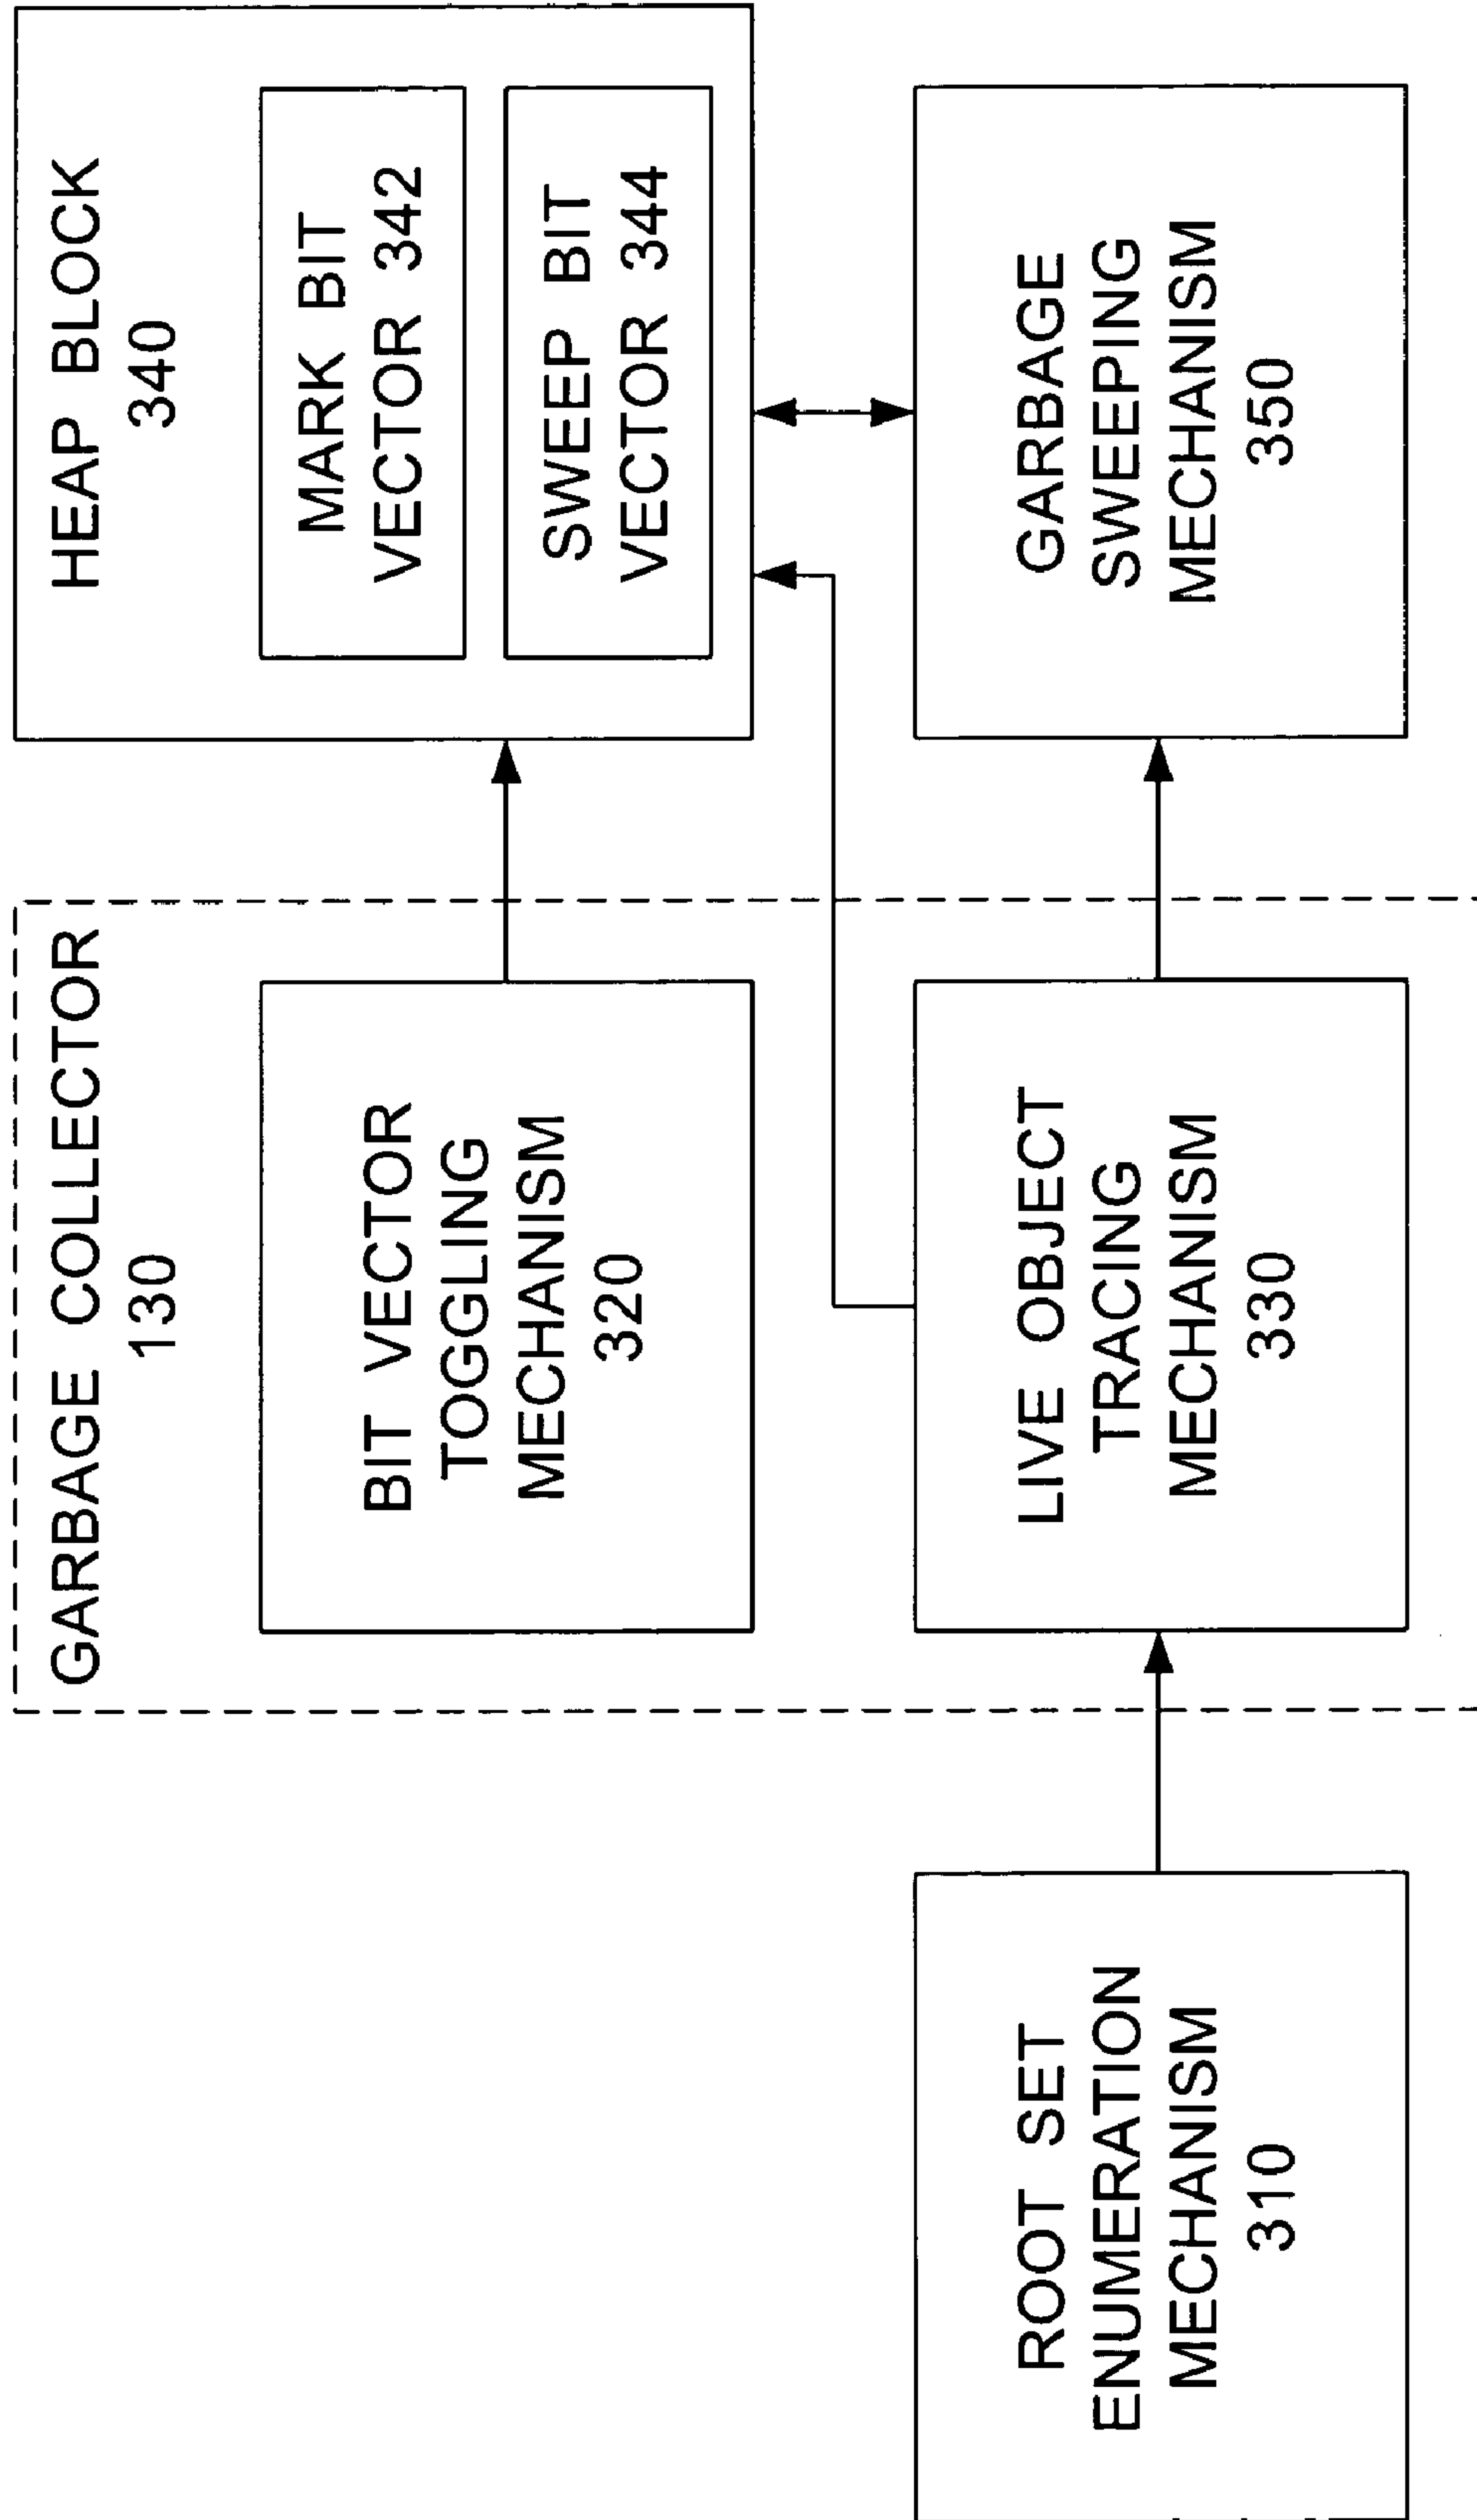 GARBAGE COLLECTOR
130
BIT VECTOR
TOGGLING
MECHANISM
320
HEAP BLOCK
340
MARK BIT
VECTOR 342
SWEEP BIT
VECTOR 344
ROOT SET
ENUMERATION
MECHANISM
310
LIVE OBJECT
TRACING
MECHANISM
330
GARBAGE
SWEEPING
MECHANISM
350